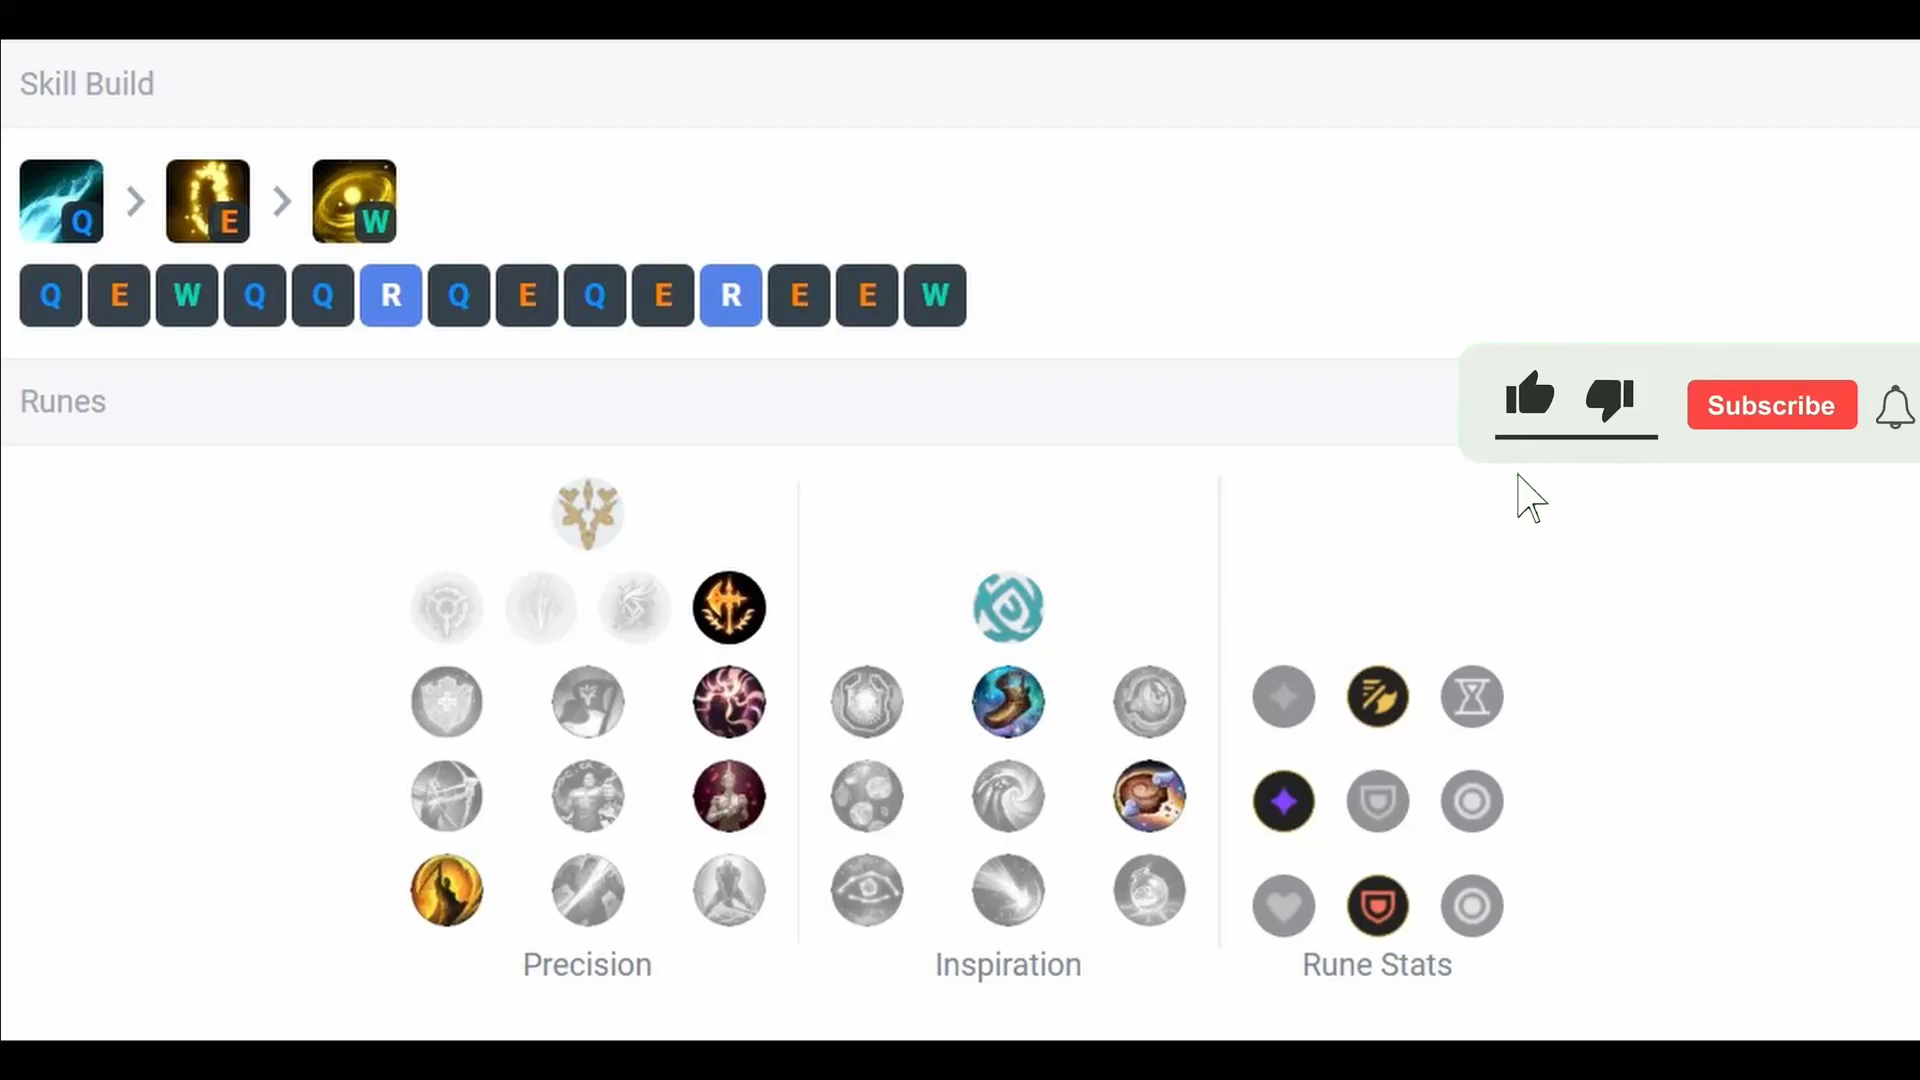 Skill Build
Q E W
Q E W Q Q R Q E Q E R E E W
Runes
Subscribe
Precision Inspiration Rune Stats